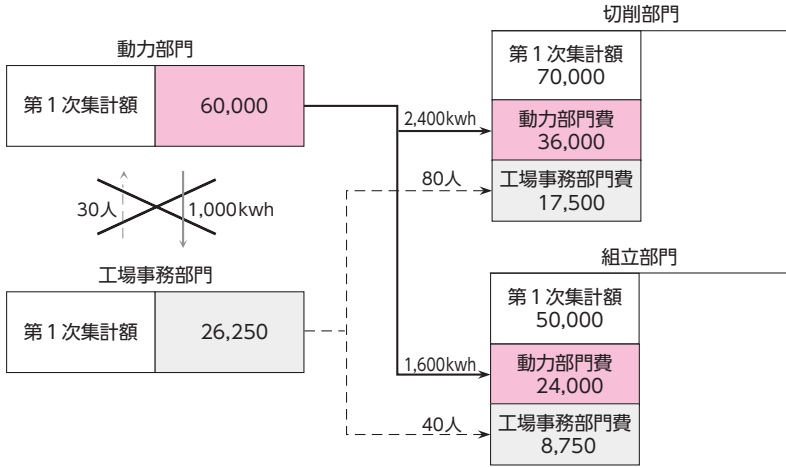 切削部門
動力部門
第1次集計額
60,000
第1次集計額
70,000
2,400kwh
動力部門費
36,000
80人
工場事務部門費
17,500
30人
1,000kwh
工場事務部門
第1次集計額
26,250
組立部門
第1次集計額
50,000
1,600kwh
動力部門費
24,000
40人
工場事務部門費
8,750